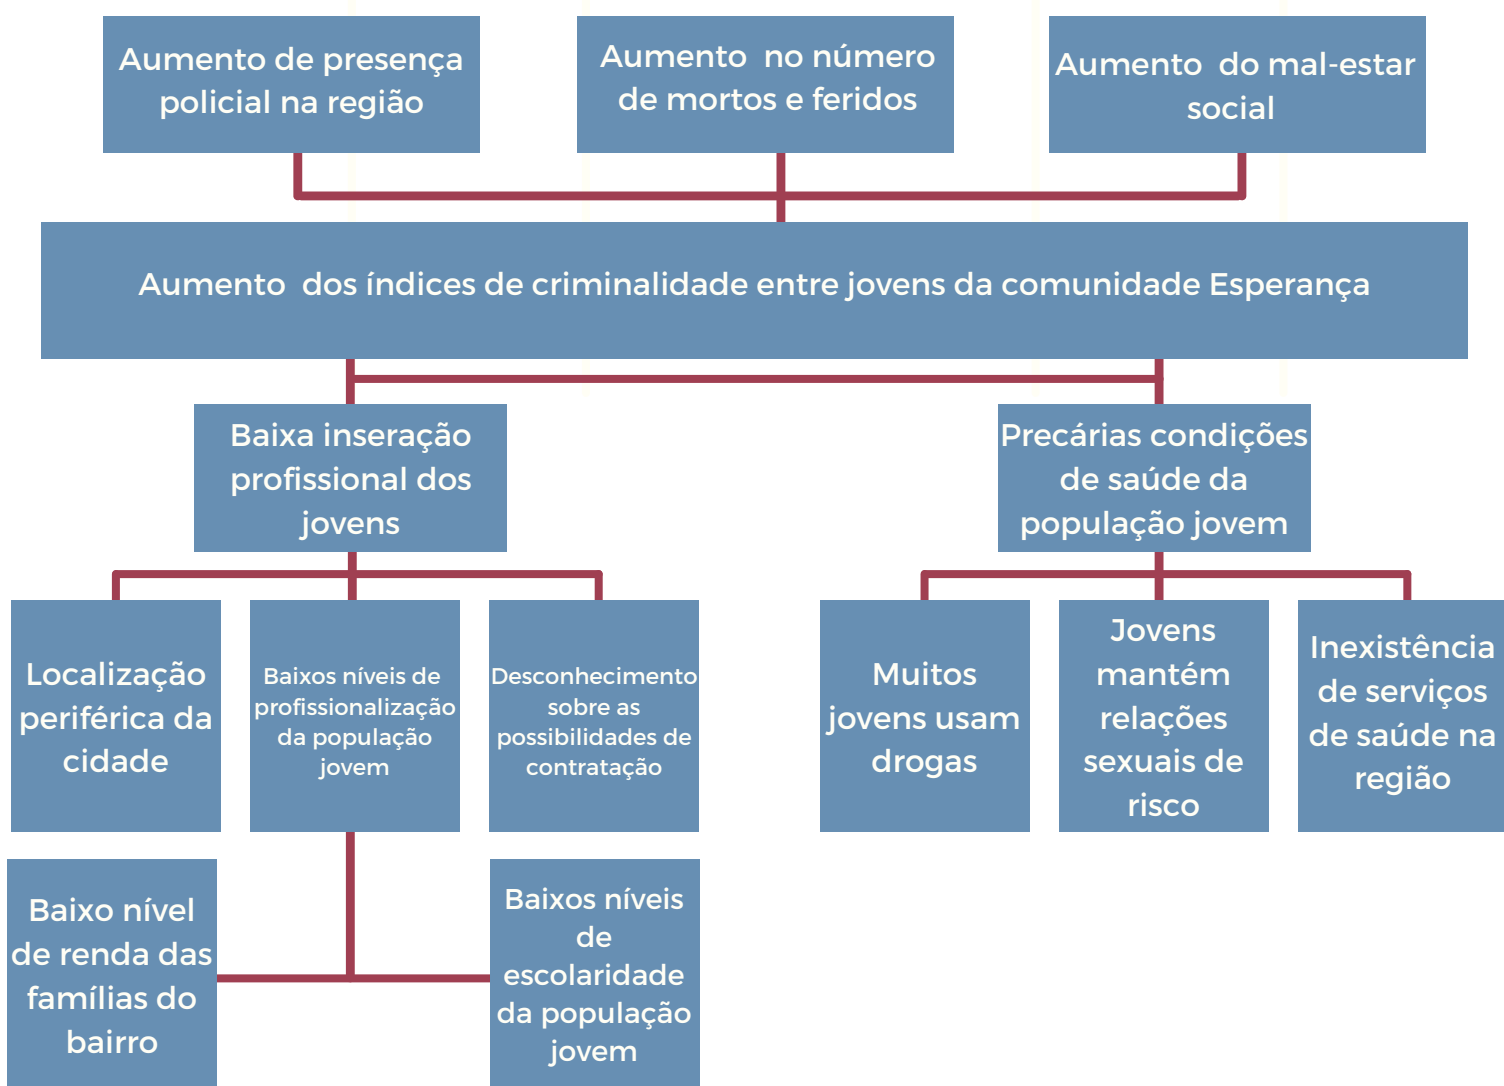 Aumento de presença
policial na região
Aumento  no número
de mortos e feridos
Aumento  do mal-estar
social
Aumento  dos índices de criminalidade entre jovens da comunidade Esperança
Baixa inseração
profissional dos
jovens
Precárias condições
de saúde da
população jovem
Localização
periférica da
cidade
Baixos níveis de
profissionalização
da população
jovem
Desconhecimento
sobre as
possibilidades de
contratação
Muitos
jovens usam
drogas
Jovens
mantém
relações
sexuais de
risco
Inexistência
de serviços
de saúde na
região
Baixo nível
de renda das
famílias do
bairro
Baixos níveis
de
escolaridade
da população
jovem